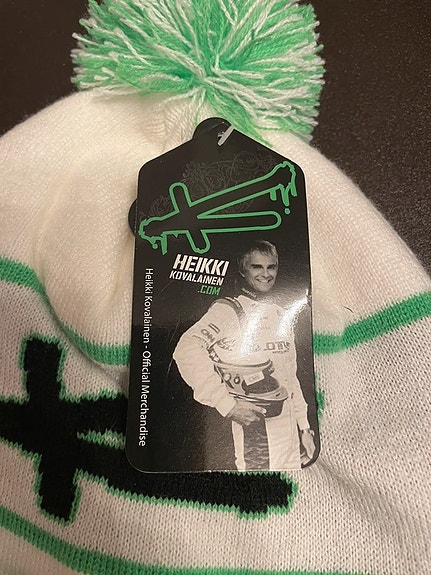 HEIKKI
KOVALAINEN
.COM
Heikki Kovalainen - Official Merchandise